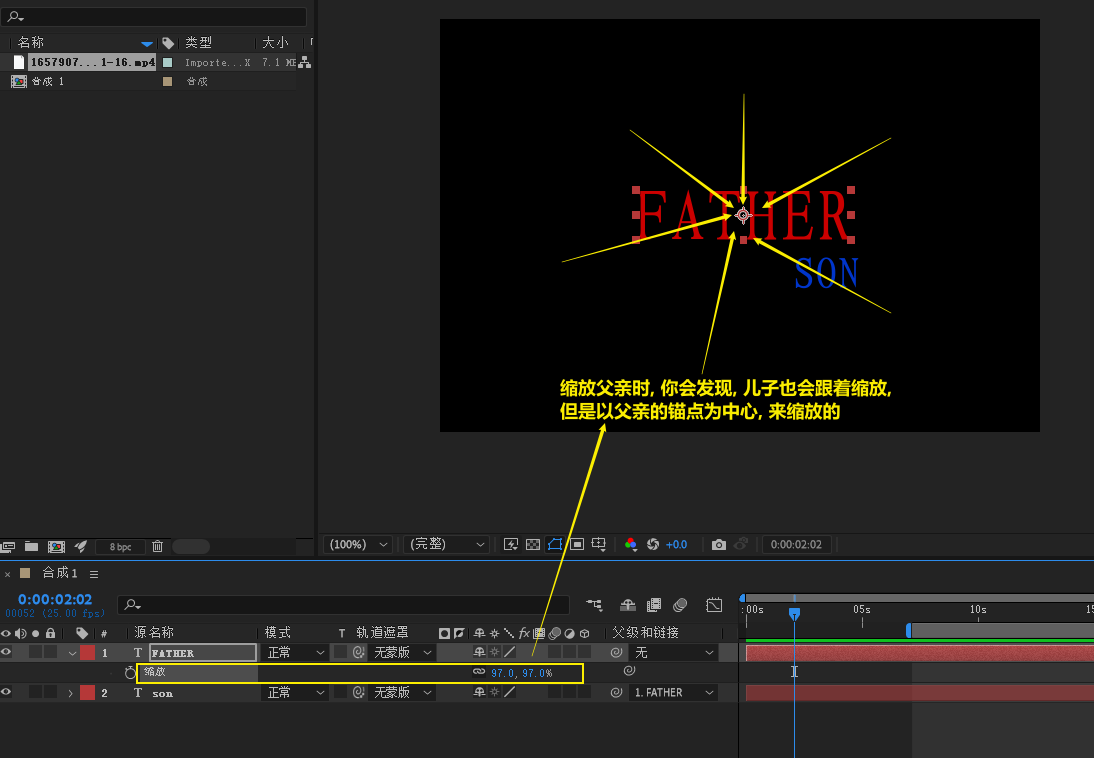 名称 类型 大小
1657907...1-16.mp4 Importe...X 7.1 MB
合成 1 合成
FATHER
SON
缩放父亲时, 你会发现, 儿子也会跟着缩放,
但是以父亲的锚点为中心, 来缩放的
8 bpc (100%) (完整) +0.0 0:00:02:02
× 合成1
0:00:02:02
00052 (25.00 fps) :00s 05s 10s 15
# 源名称 模式 T 轨道遮罩 fx 父级和链接
1 T FATHER 正常 无蒙版 无
缩放 97.0, 97.0%
2 T son 正常 无蒙版 1. FATHER